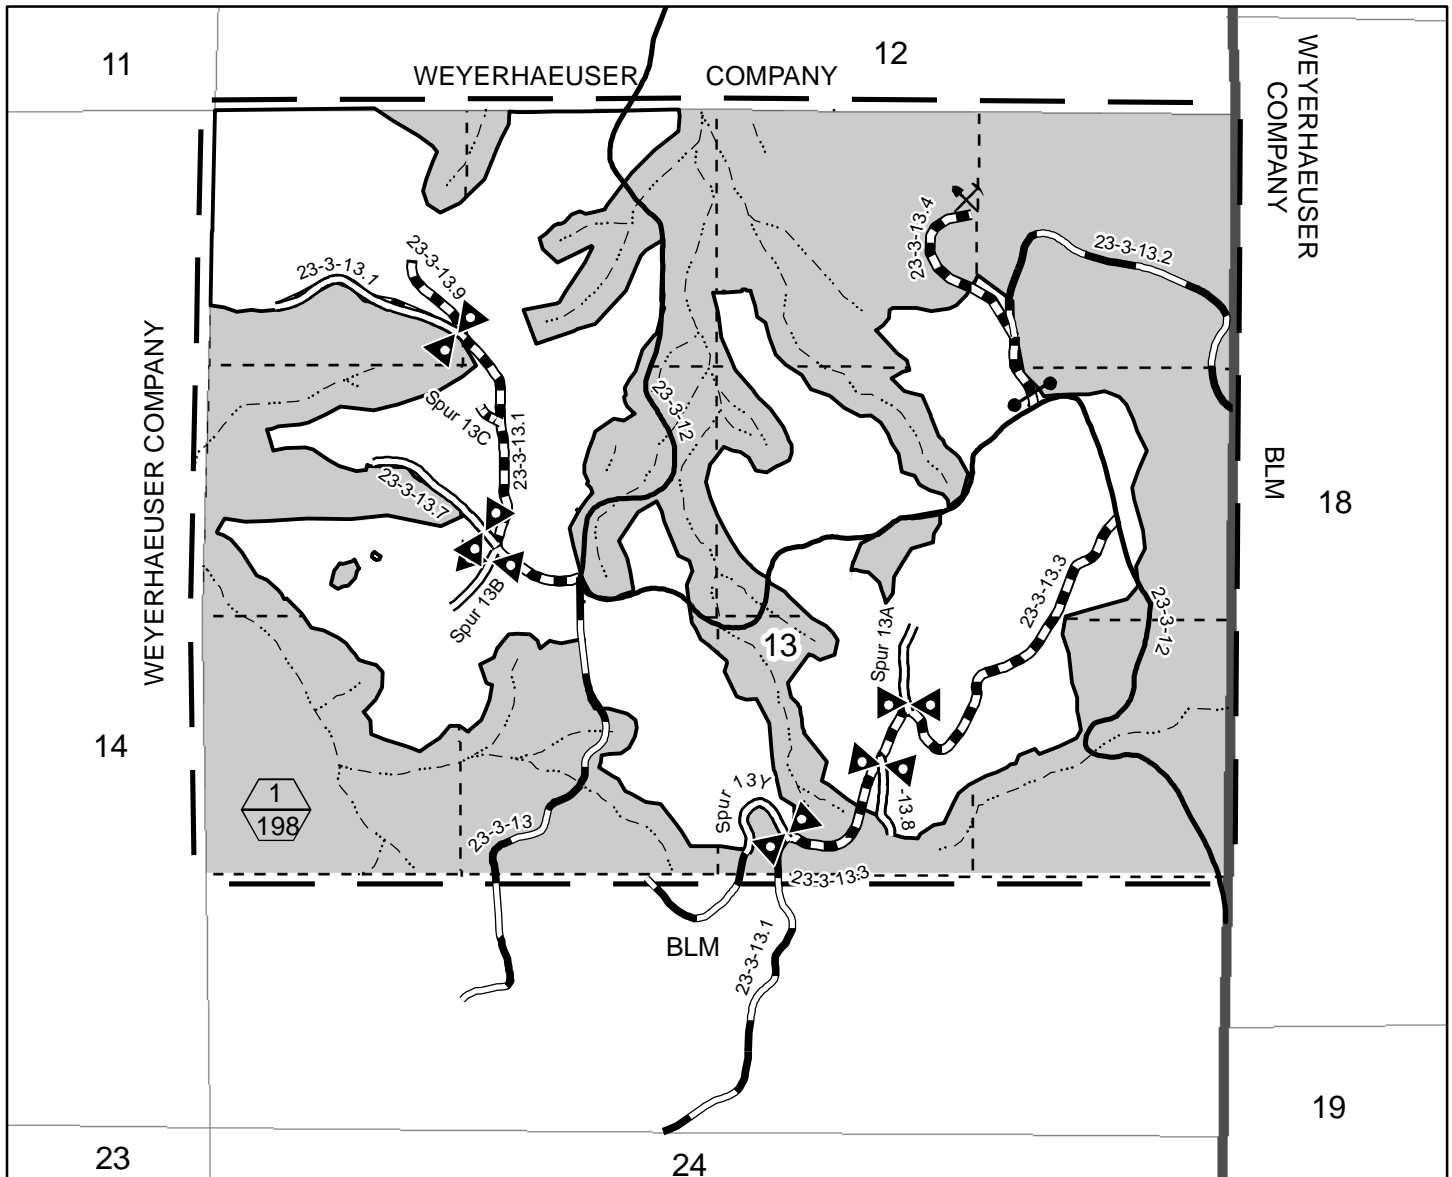 11
12
WEYERHAEUSER
COMPANY
WEYERHAEUSER
COMPANY
23-3-13.4
23-3-13.9
23-3-13.1
23-3-13.2
WEYERHAEUSER COMPANY
Spur 13C
23-3-12
23-3-13.1
23-3-13.7
BLM
18
Spur 13B
23-3-13.3
23-3-12
13
Spur 13A
14
1
198
Spur 13Y
-13.8
23-3-13
23-3-13.3
BLM
23-3-13.1
19
23
24